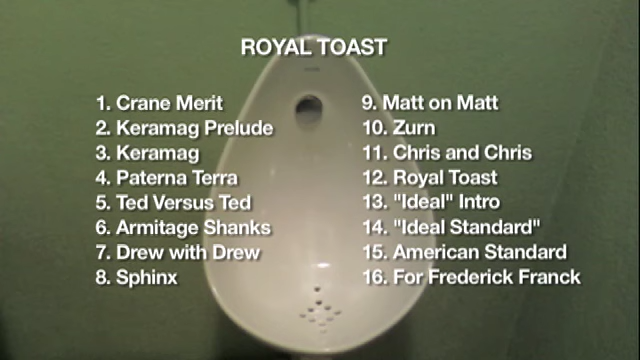 ROYAL TOAST
1. Crane Merit
2. Keramag Prelude
3. Keramag
4. Paterna Terra
5. Ted Versus Ted
6. Armitage Shanks
7. Drew with Drew
8. Sphinx
9. Matt on Matt
10. Zurn
11. Chris and Chris
12. Royal Toast
13. "Ideal" Intro
14. "Ideal Standard"
15. American Standard
16. For Frederick Franck